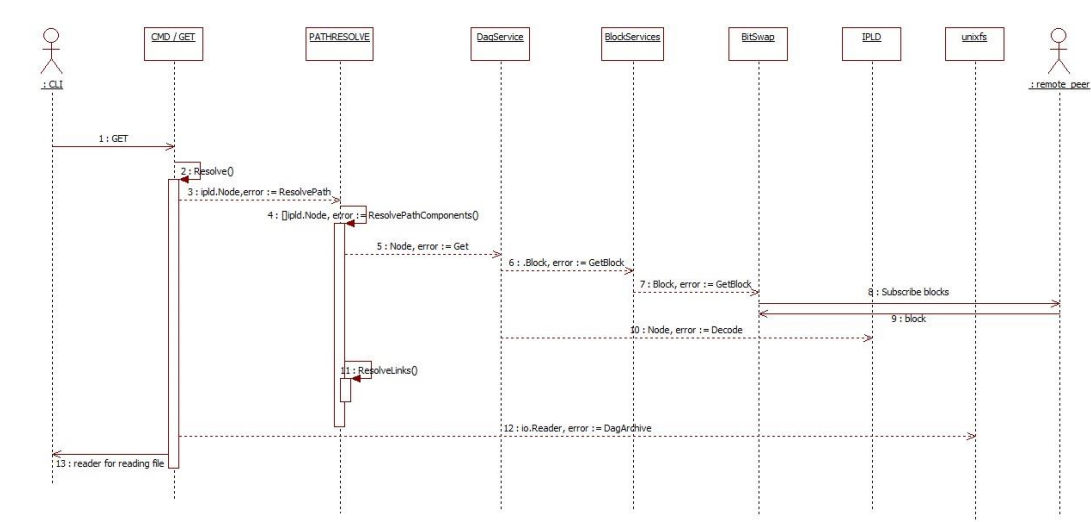 CMD / GET
PATHRESOLVE
DagService
BlockServices
BitSwap
IPLD
unixfs
: CLI
: remote_peer
1 : GET
2 : Resolve()
3 : ipld.Node,error := ResolvePath
4 : []ipld.Node, error := ResolvePathComponents()
5 : Node, error := Get
6 : .Block, error := GetBlock
7 : Block, error := GetBlock
8 : Subscribe blocks
9 : block
10 : Node, error := Decode
11 : ResolveLinks()
12 : io.Reader, error := DagArchive
13 : reader for reading file